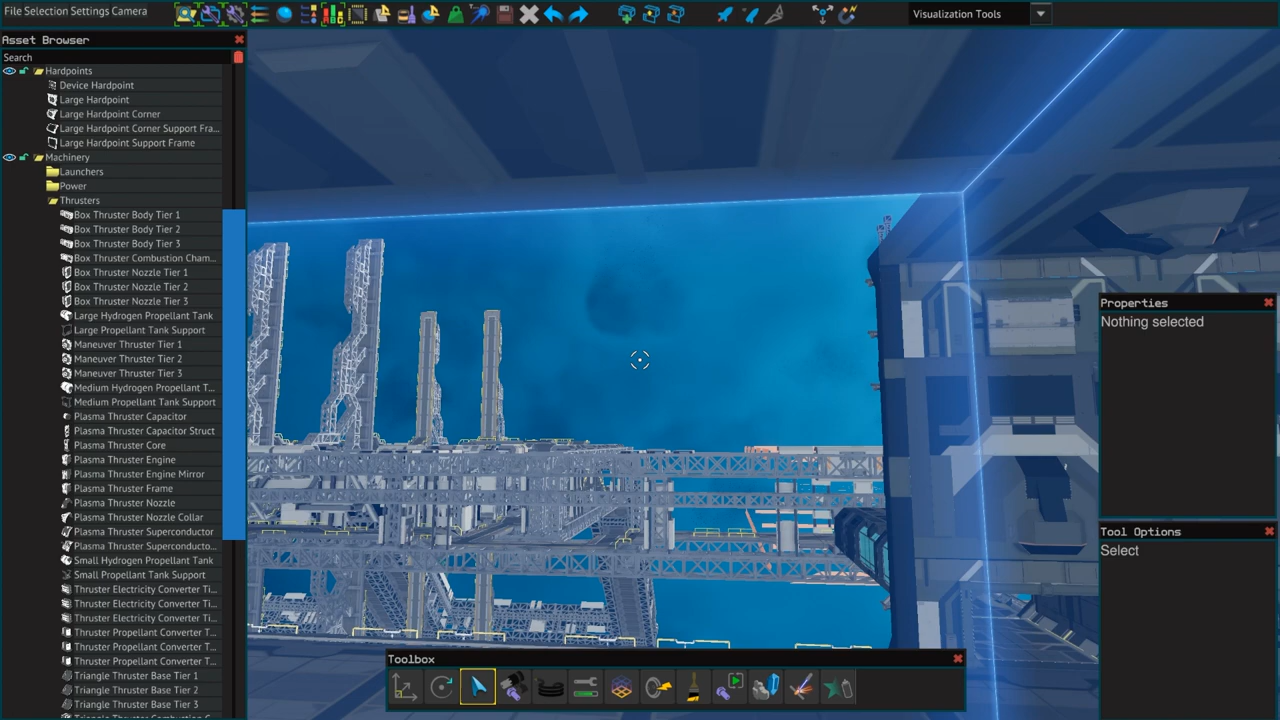 File Selection Settings Camera
Visualization Tools
Asset Browser
Search
Hardpoints
Device Hardpoint
Large Hardpoint
Large Hardpoint Corner
Large Hardpoint Corner Support Fra...
Large Hardpoint Support Frame
Machinery
Launchers
Power
Thrusters
Box Thruster Body Tier 1
Box Thruster Body Tier 2
Box Thruster Body Tier 3
Box Thruster Combustion Cham...
Box Thruster Nozzle Tier 1
Box Thruster Nozzle Tier 2
Box Thruster Nozzle Tier 3
Large Hydrogen Propellant Tank
Large Propellant Tank Support
Maneuver Thruster Tier 1
Maneuver Thruster Tier 2
Maneuver Thruster Tier 3
Medium Hydrogen Propellant T...
Medium Propellant Tank Support
Plasma Thruster Capacitor
Plasma Thruster Capacitor Struct
Plasma Thruster Core
Plasma Thruster Engine
Plasma Thruster Engine Mirror
Plasma Thruster Frame
Plasma Thruster Nozzle
Plasma Thruster Nozzle Collar
Plasma Thruster Superconductor
Plasma Thruster Superconducto...
Small Hydrogen Propellant Tank
Small Propellant Tank Support
Thruster Electricity Converter Ti...
Thruster Electricity Converter Ti...
Thruster Electricity Converter Ti...
Thruster Propellant Converter T...
Thruster Propellant Converter T...
Thruster Propellant Converter T...
Triangle Thruster Base Tier 1
Triangle Thruster Base Tier 2
Triangle Thruster Base Tier 3
Properties
Nothing selected
Tool Options
Select
Toolbox